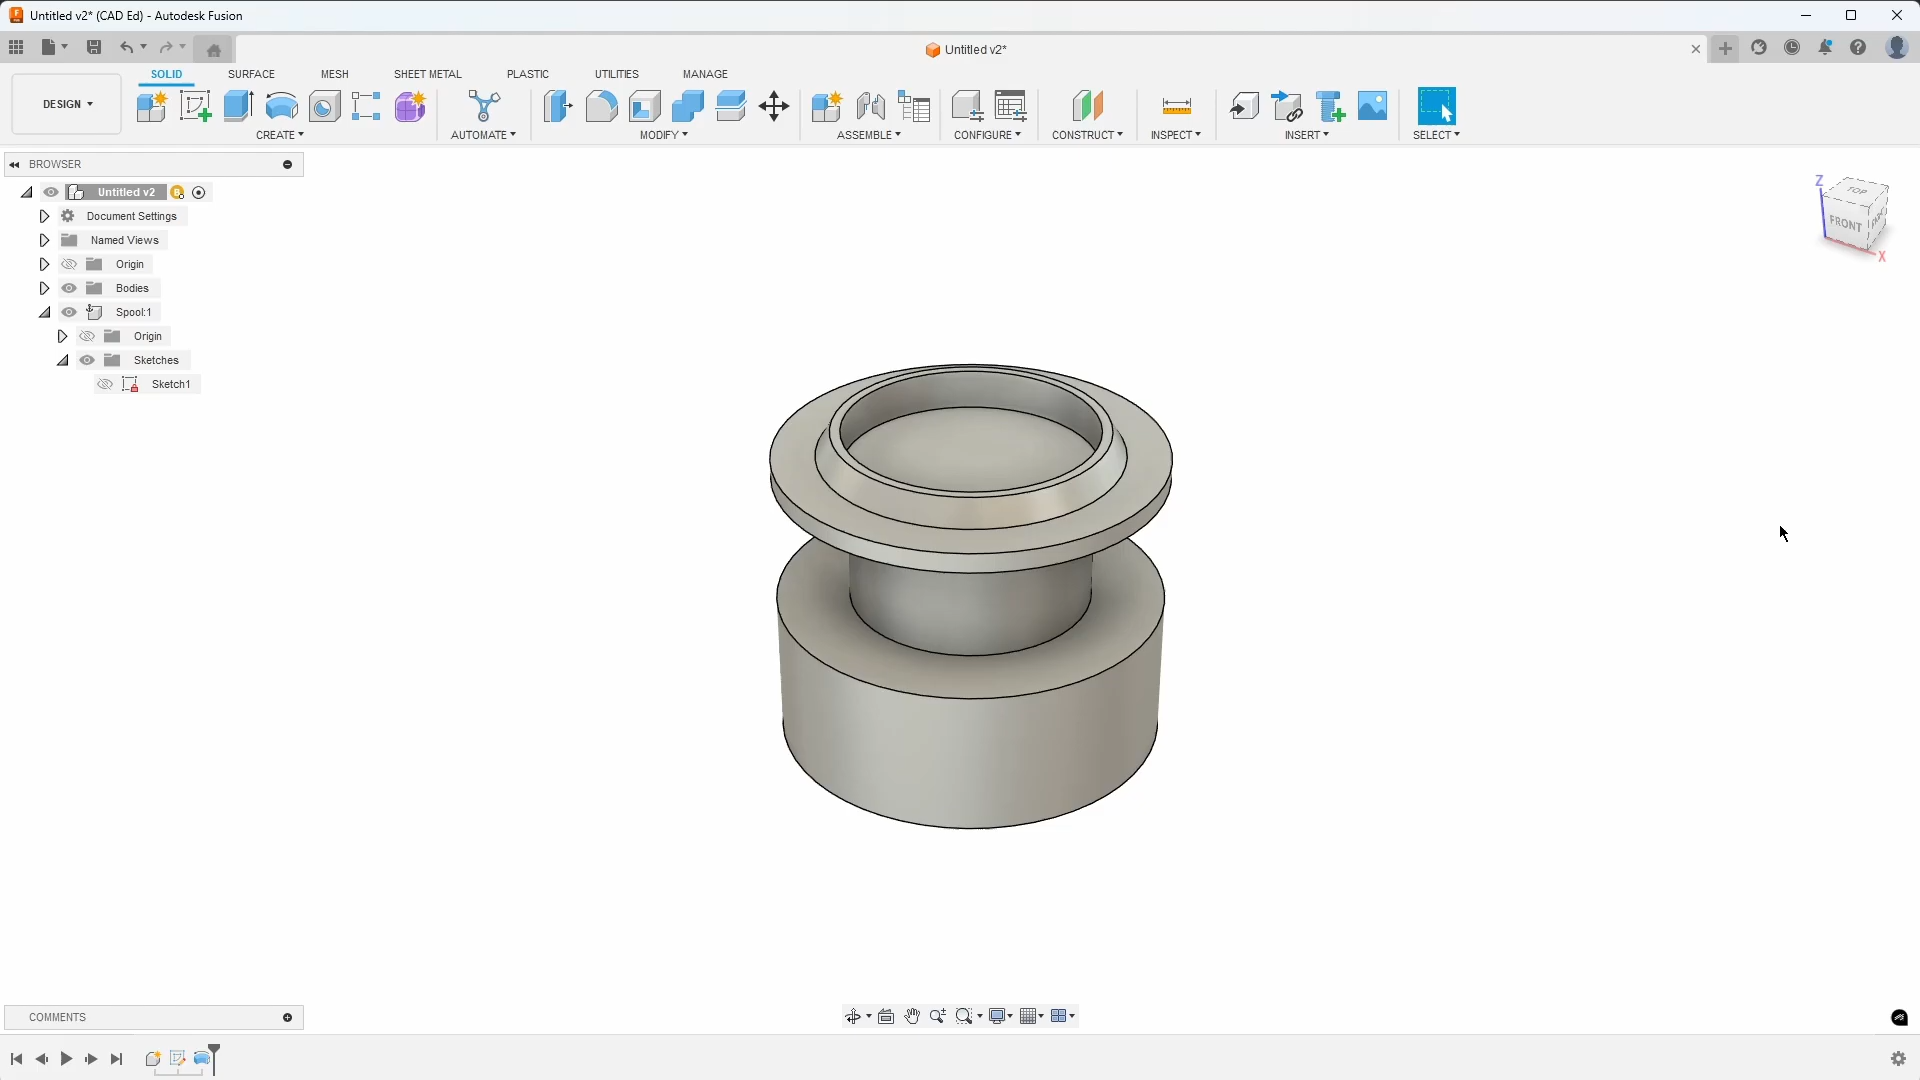 Untitled v2* (CAD Ed) - Autodesk Fusion
Untitled v2*
SOLID SURFACE MESH SHEET METAL PLASTIC UTILITIES MANAGE
DESIGN
CREATE AUTOMATE MODIFY ASSEMBLE CONFIGURE CONSTRUCT INSPECT INSERT SELECT
BROWSER
Untitled v2
Document Settings
Named Views
Origin
Bodies
Spool:1
Origin
Sketches
Sketch1
Z
TOP
FRONT
X
COMMENTS